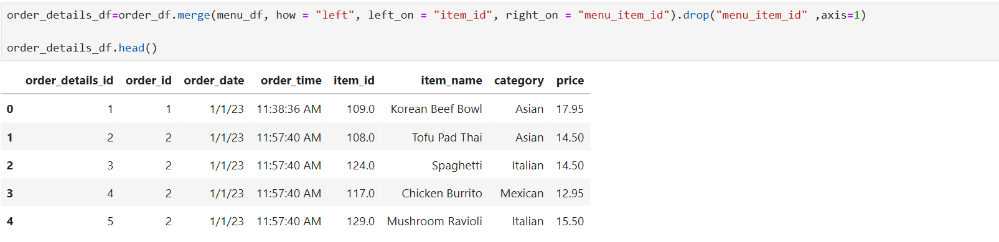 order_details_df=order_df.merge(menu_df, how = "left", left_on = "item_id", right_on = "menu_item_id").drop("menu_item_id" ,axis=1)
order_details_df.head()
order_details_id order_id order_date order_time item_id item_name category price
0 1 1 1/1/23 11:38:36 AM 109.0 Korean Beef Bowl Asian 17.95
1 2 2 1/1/23 11:57:40 AM 108.0 Tofu Pad Thai Asian 14.50
2 3 2 1/1/23 11:57:40 AM 124.0 Spaghetti Italian 14.50
3 4 2 1/1/23 11:57:40 AM 117.0 Chicken Burrito Mexican 12.95
4 5 2 1/1/23 11:57:40 AM 129.0 Mushroom Ravioli Italian 15.50